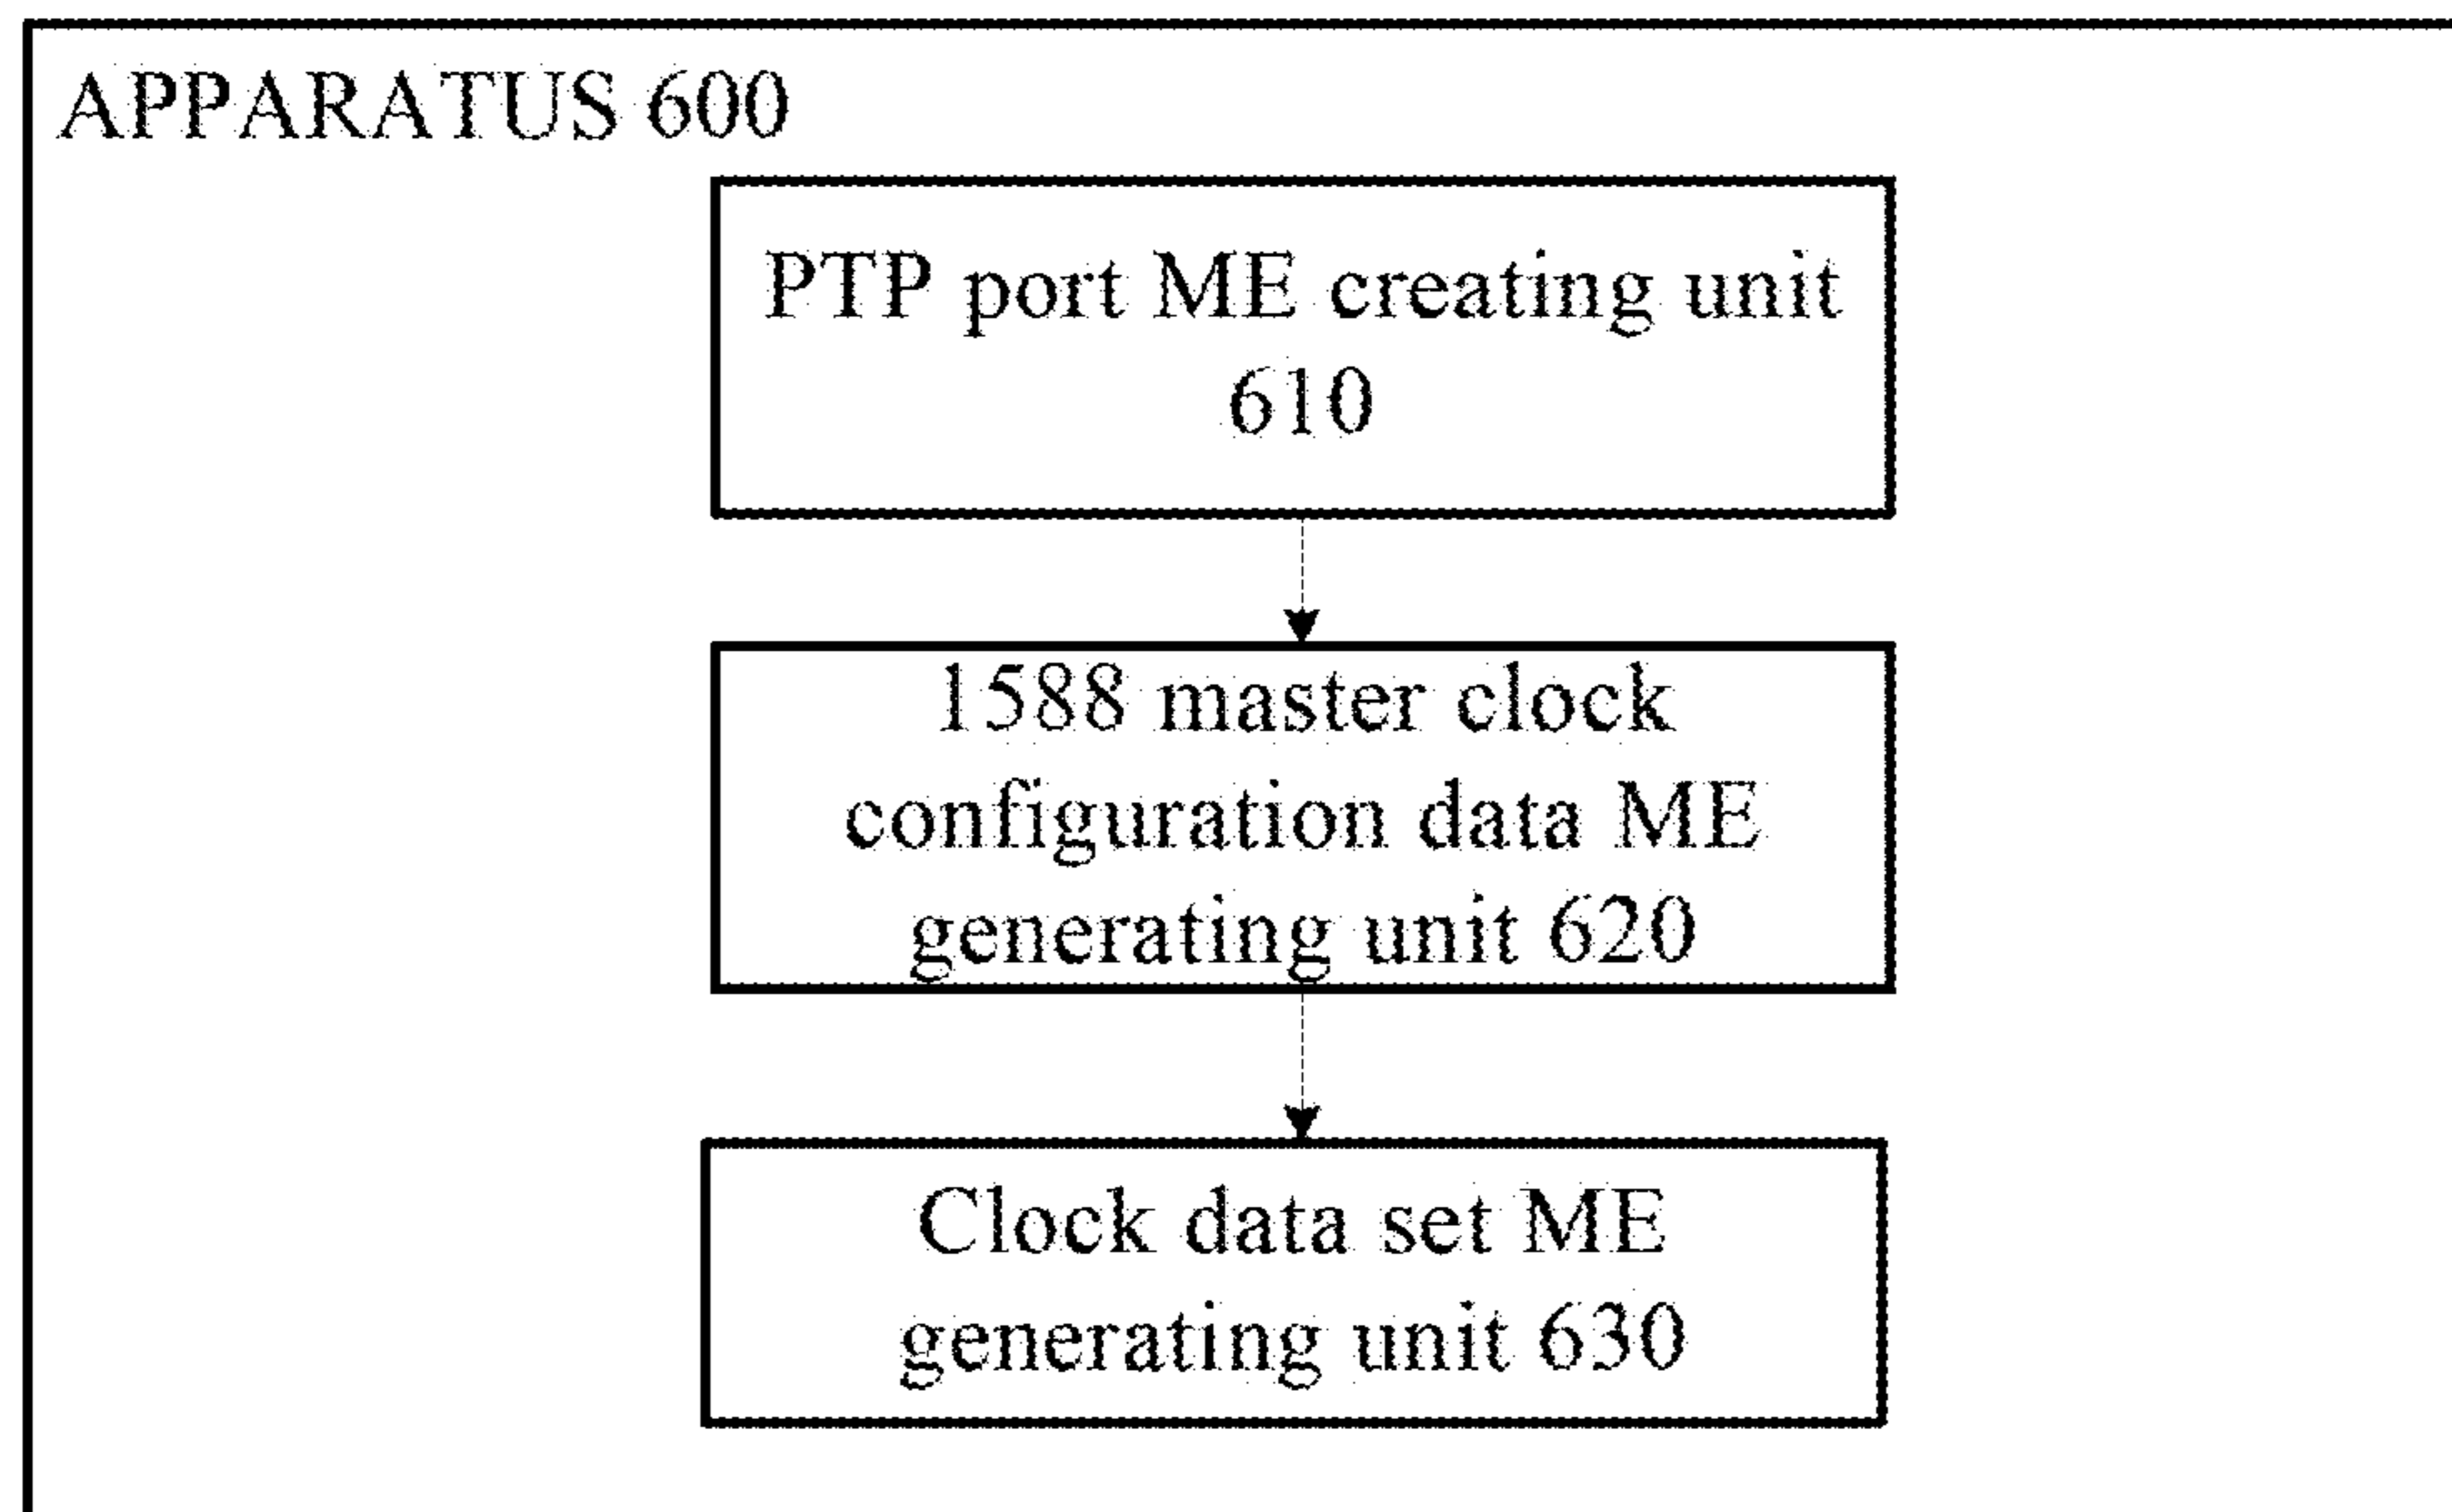 APPARATUS 600
PTP port ME creating unit
610
1588 master clock
configuration data ME
generating unit 620
Clock data set ME
generating unit 630